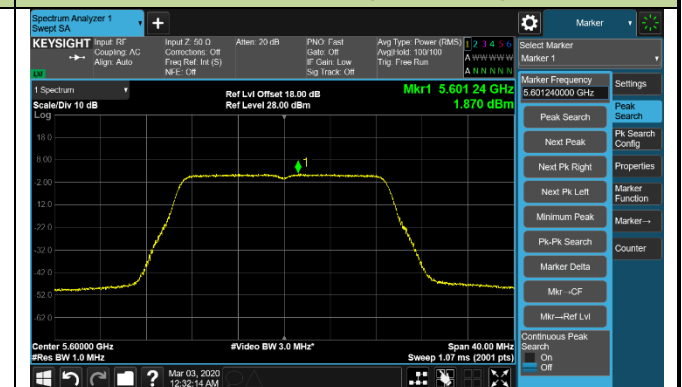 Spectrum Analyzer 1
Swept SA
Marker
KEYSIGHT
Input: RF
Coupling: AC
Align: Auto
Input Z: 50 Ω
Corrections: Off
Freq Ref: Int (S)
NFE: Off
Atten: 20 dB
PNO: Fast
Gate: Off
IF Gain: Low
Sig Track: Off
Avg Type: Power (RMS)
Avg|Hold: 100/100
Trig: Free Run
1 2 3 4 5 6
A W W W W W
A N N N N N
Select Marker
Marker 1
1 Spectrum
Scale/Div 10 dB
Log
Ref Lvl Offset 18.00 dB
Ref Level 28.00 dBm
Mkr1 5.601 24 GHz
1.870 dBm
18.0
8.00
-2.00
-12.0
-22.0
-32.0
-42.0
-52.0
-62.0
1
Center 5.60000 GHz
#Res BW 1.0 MHz
#Video BW 3.0 MHz*
Span 40.00 MHz
Sweep 1.07 ms (2001 pts)
Marker Frequency
5.601240000 GHz
Peak Search
Next Peak
Next Pk Right
Next Pk Left
Minimum Peak
Pk-Pk Search
Marker Delta
Mkr→CF
Mkr→Ref Lvl
Continuous Peak
Search
On
Off
Settings
Peak
Search
Pk Search
Config
Properties
Marker
Function
Marker→
Counter
Mar 03, 2020
12:32:14 AM